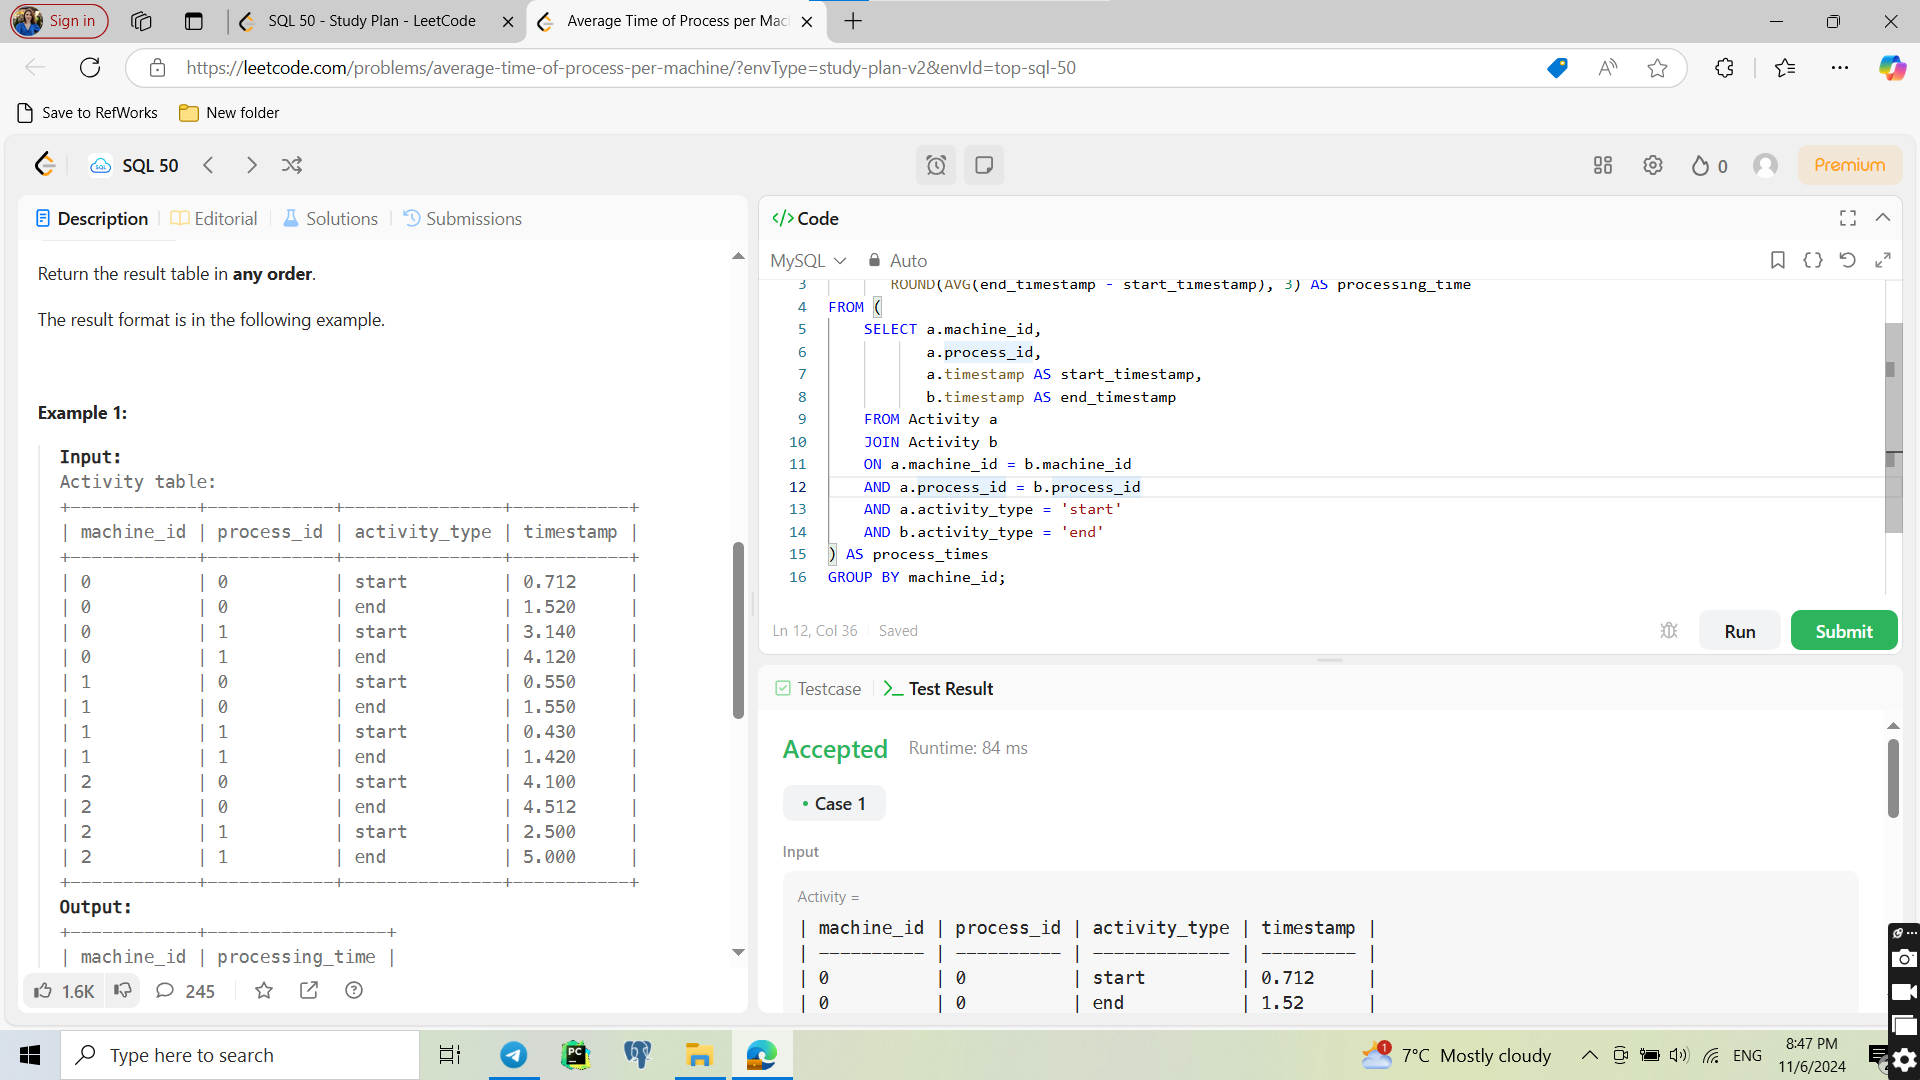 Sign in
SQL 50 - Study Plan - LeetCode
Average Time of Process per Mac
https://leetcode.com/problems/average-time-of-process-per-machine/?envType=study-plan-v2&envId=top-sql-50
Save to RefWorks
New folder
SQL 50
0
Premium
Description
Editorial
Solutions
Submissions
Return the result table in any order.
The result format is in the following example.
Example 1:
Input:
Activity table:
+------------+------------+---------------+-----------+
| machine_id | process_id | activity_type | timestamp |
+------------+------------+---------------+-----------+
| 0          | 0          | start         | 0.712     |
| 0          | 0          | end           | 1.520     |
| 0          | 1          | start         | 3.140     |
| 0          | 1          | end           | 4.120     |
| 1          | 0          | start         | 0.550     |
| 1          | 0          | end           | 1.550     |
| 1          | 1          | start         | 0.430     |
| 1          | 1          | end           | 1.420     |
| 2          | 0          | start         | 4.100     |
| 2          | 0          | end           | 4.512     |
| 2          | 1          | start         | 2.500     |
| 2          | 1          | end           | 5.000     |
+------------+------------+---------------+-----------+
Output:
+------------+-----------------+
| machine_id | processing_time |
1.6K
245
Code
MySQL
Auto
3 ROUND(AVG(end_timestamp - start_timestamp), 3) AS processing_time
4 FROM (
5 SELECT a.machine_id,
6 a.process_id,
7 a.timestamp AS start_timestamp,
8 b.timestamp AS end_timestamp
9 FROM Activity a
10 JOIN Activity b
11 ON a.machine_id = b.machine_id
12 AND a.process_id = b.process_id
13 AND a.activity_type = 'start'
14 AND b.activity_type = 'end'
15 ) AS process_times
16 GROUP BY machine_id;
Ln 12, Col 36
Saved
Run
Submit
Testcase
Test Result
Accepted
Runtime: 84 ms
• Case 1
Input
Activity =
| machine_id | process_id | activity_type | timestamp |
| ---------- | ---------- | ------------- | --------- |
| 0          | 0          | start         | 0.712     |
| 0          | 0          | end           | 1.52      |
Type here to search
1
7°C Mostly cloudy
ENG
8:47 PM
11/6/2024